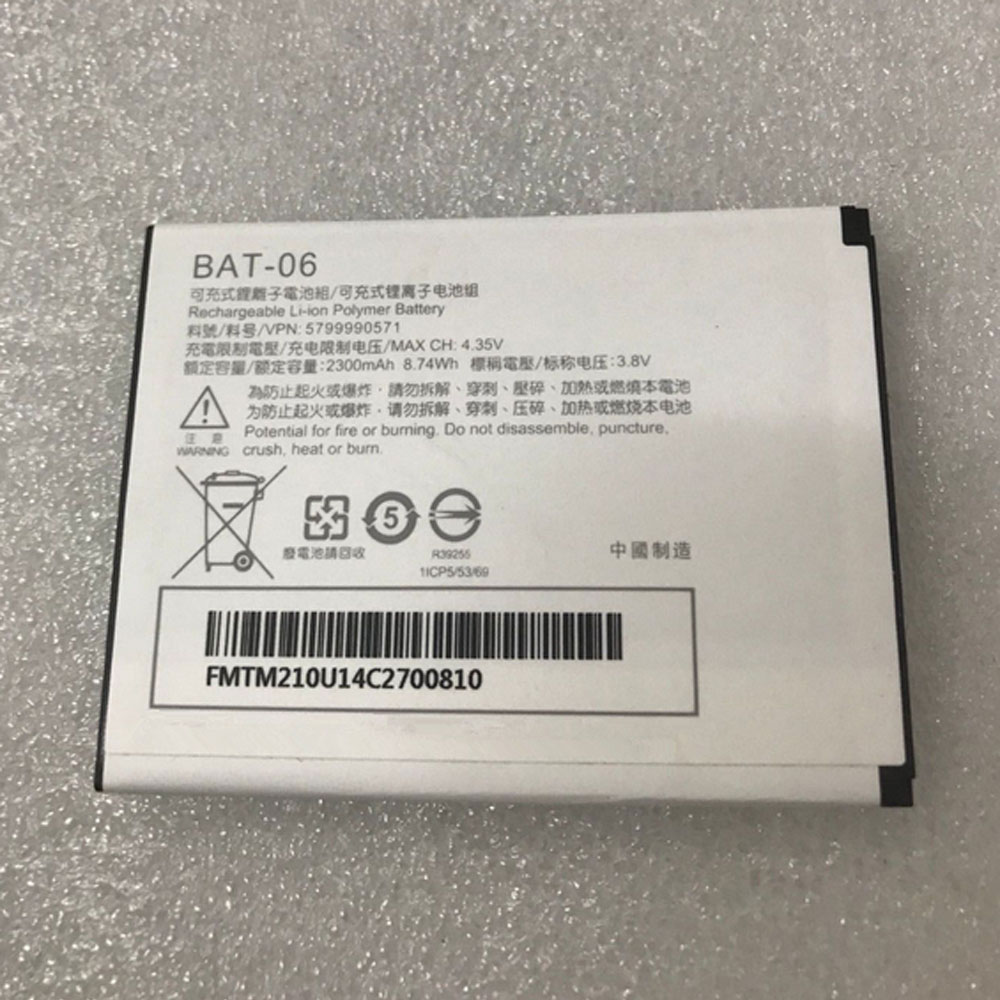 BAT-06
可充式鋰離子電池組/可充式锂离子电池组
Rechargeable Li-ion Polymer Battery
料號/料号/VPN: 5799990571
充電限制電壓/充电限制电压/MAX CH: 4.35V
額定容量/额定容量:2300mAh 8.74Wh 標稱電壓/标称电压:3.8V
為防止起火或爆炸，請勿拆解、穿刺、壓碎、加熱或燃燒本電池
为防止起火或爆炸，请勿拆解、穿刺、压碎、加热或燃烧本电池
注意
WARNING
Potential for fire or burning. Do not disassemble, puncture,
crush, heat or burn.
5
廢電池請回收
R39255
1ICP5/53/69
中國制造
FMTM210U14C2700810